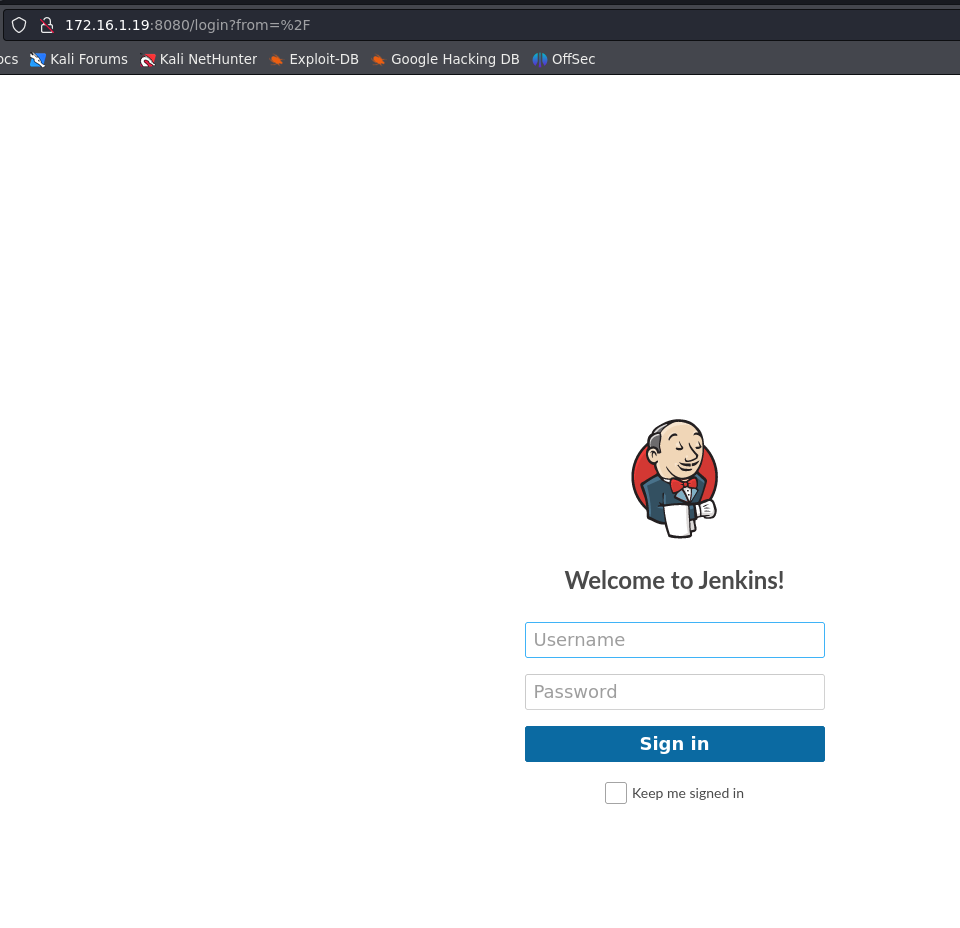 172.16.1.19:8080/login?from=%2F
ocs Kali Forums Kali NetHunter Exploit-DB Google Hacking DB OffSec
Welcome to Jenkins!
Username
Password
Sign in
Keep me signed in